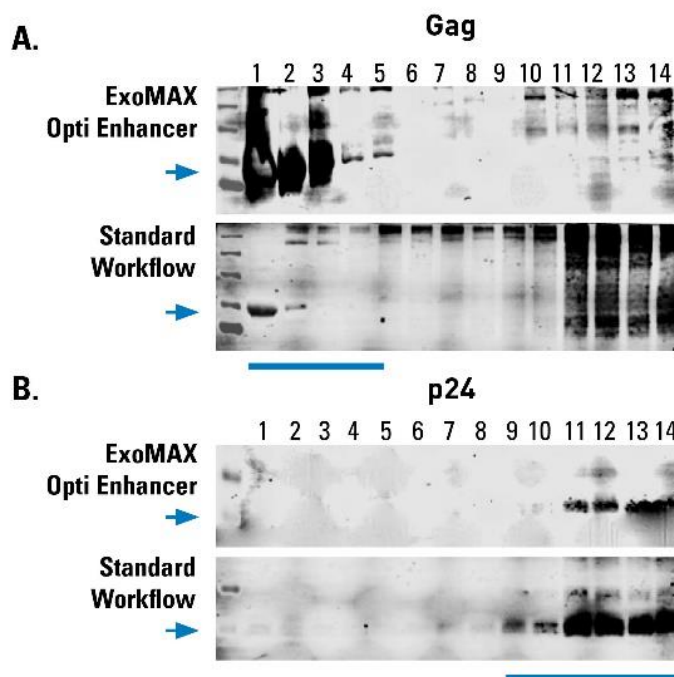 A.
Gag
1 2 3 4 5 6 7 8 9 10 11 12 13 14
ExoMAX
Opti Enhancer
Standard
Workflow
B.
p24
1 2 3 4 5 6 7 8 9 10 11 12 13 14
ExoMAX
Opti Enhancer
Standard
Workflow